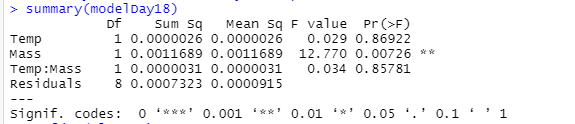 > summary(modelDay18)
Df Sum Sq Mean Sq F value Pr(>F)
Temp 1 0.0000026 0.0000026 0.029 0.86922
Mass 1 0.0011689 0.0011689 12.770 0.00726 **
Temp:Mass 1 0.0000031 0.0000031 0.034 0.85781
Residuals 8 0.0007323 0.0000915
---
Signif. codes: 0 ‘***’ 0.001 ‘**’ 0.01 ‘*’ 0.05 ‘.’ 0.1 ‘ ’ 1